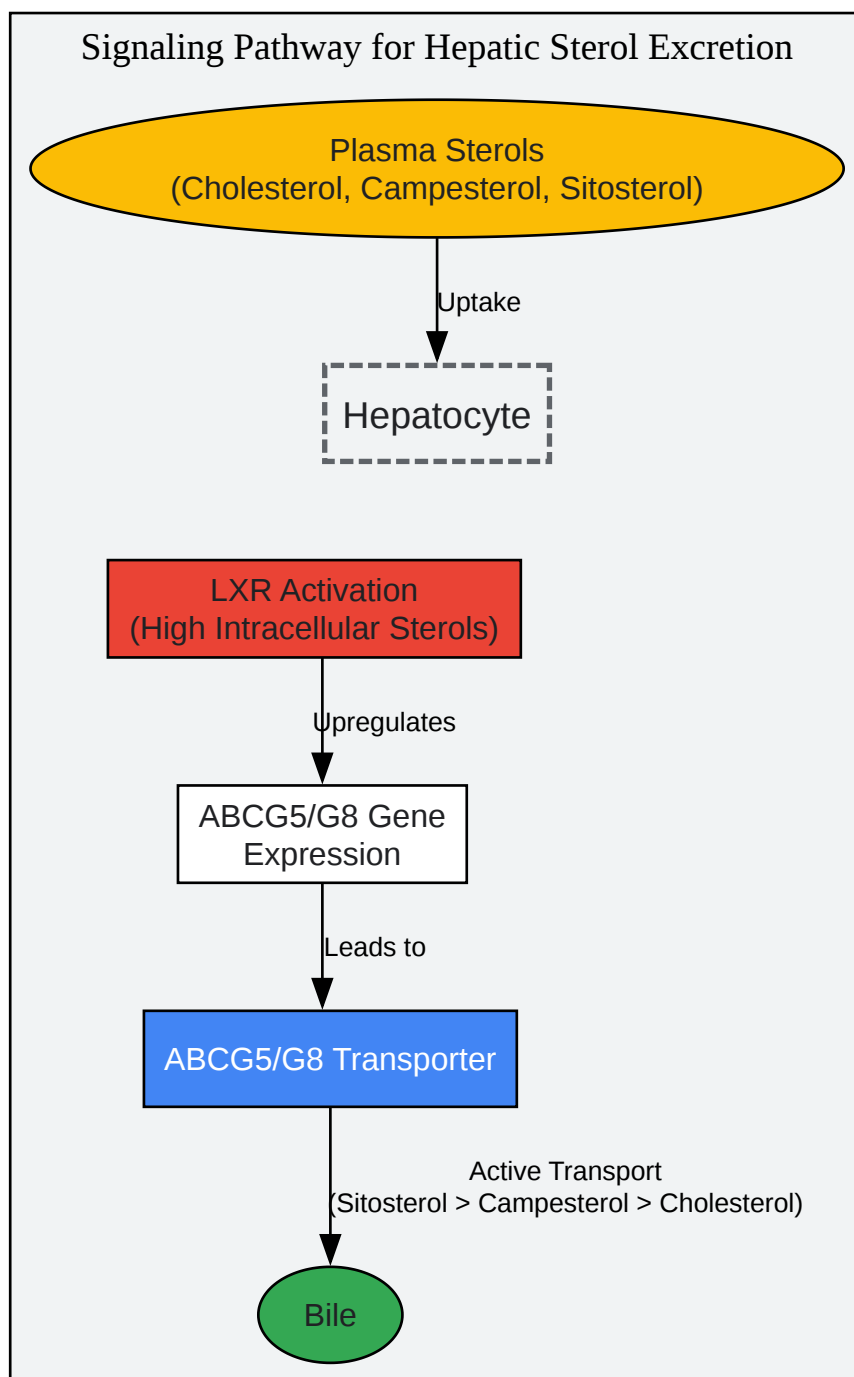 Signaling Pathway for Hepatic Sterol Excretion
Plasma Sterols
(Cholesterol, Campesterol, Sitosterol)
Uptake
Hepatocyte
LXR Activation
(High Intracellular Sterols)
Upregulates
ABCG5/G8 Gene
Expression
Leads to
ABCG5/G8 Transporter
Active Transport
(Sitosterol > Campesterol > Cholesterol)
Bile